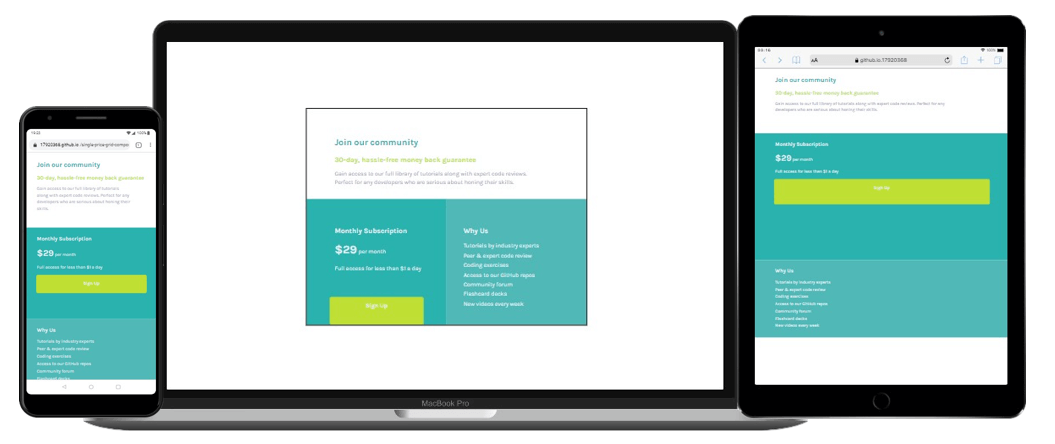 15:22
100%
17920368.github.io
Join our community
30-day, hassle-free money back guarantee
Gain access to our full library of tutorials
along with expert code reviews. Perfect for any
developers who are serious about honing their
skills.
Monthly Subscription
$29 per month
Full access for less than $1 a day
Sign Up
Why Us
Tutorials by industry experts
Peer & expert code review
Coding exercises
Access to our GitHub repos
Community forum
Flashcard decks
Join our community
30-day, hassle-free money back guarantee
Gain access to our full library of tutorials along with expert code reviews.
Perfect for any developers who are serious about honing their skills.
Monthly Subscription
$29 per month
Full access for less than $1 a day
Sign Up
Why Us
Tutorials by industry experts
Peer & expert code review
Coding exercises
Access to our GitHub repos
Community forum
Flashcard decks
New videos every week
MacBook Pro
AA
github.io.17920368
Join our community
30-day, hassle-free money back guarantee
Gain access to our full library of tutorials along with expert code reviews. Perfect for any
developers who are serious about honing their skills.
Monthly Subscription
$29 per month
Full access for less than $1 a day
Sign Up
Why Us
Tutorials by industry experts
Peer & expert code review
Coding exercises
Access to our GitHub repos
Community forum
Flashcard decks
New videos every week